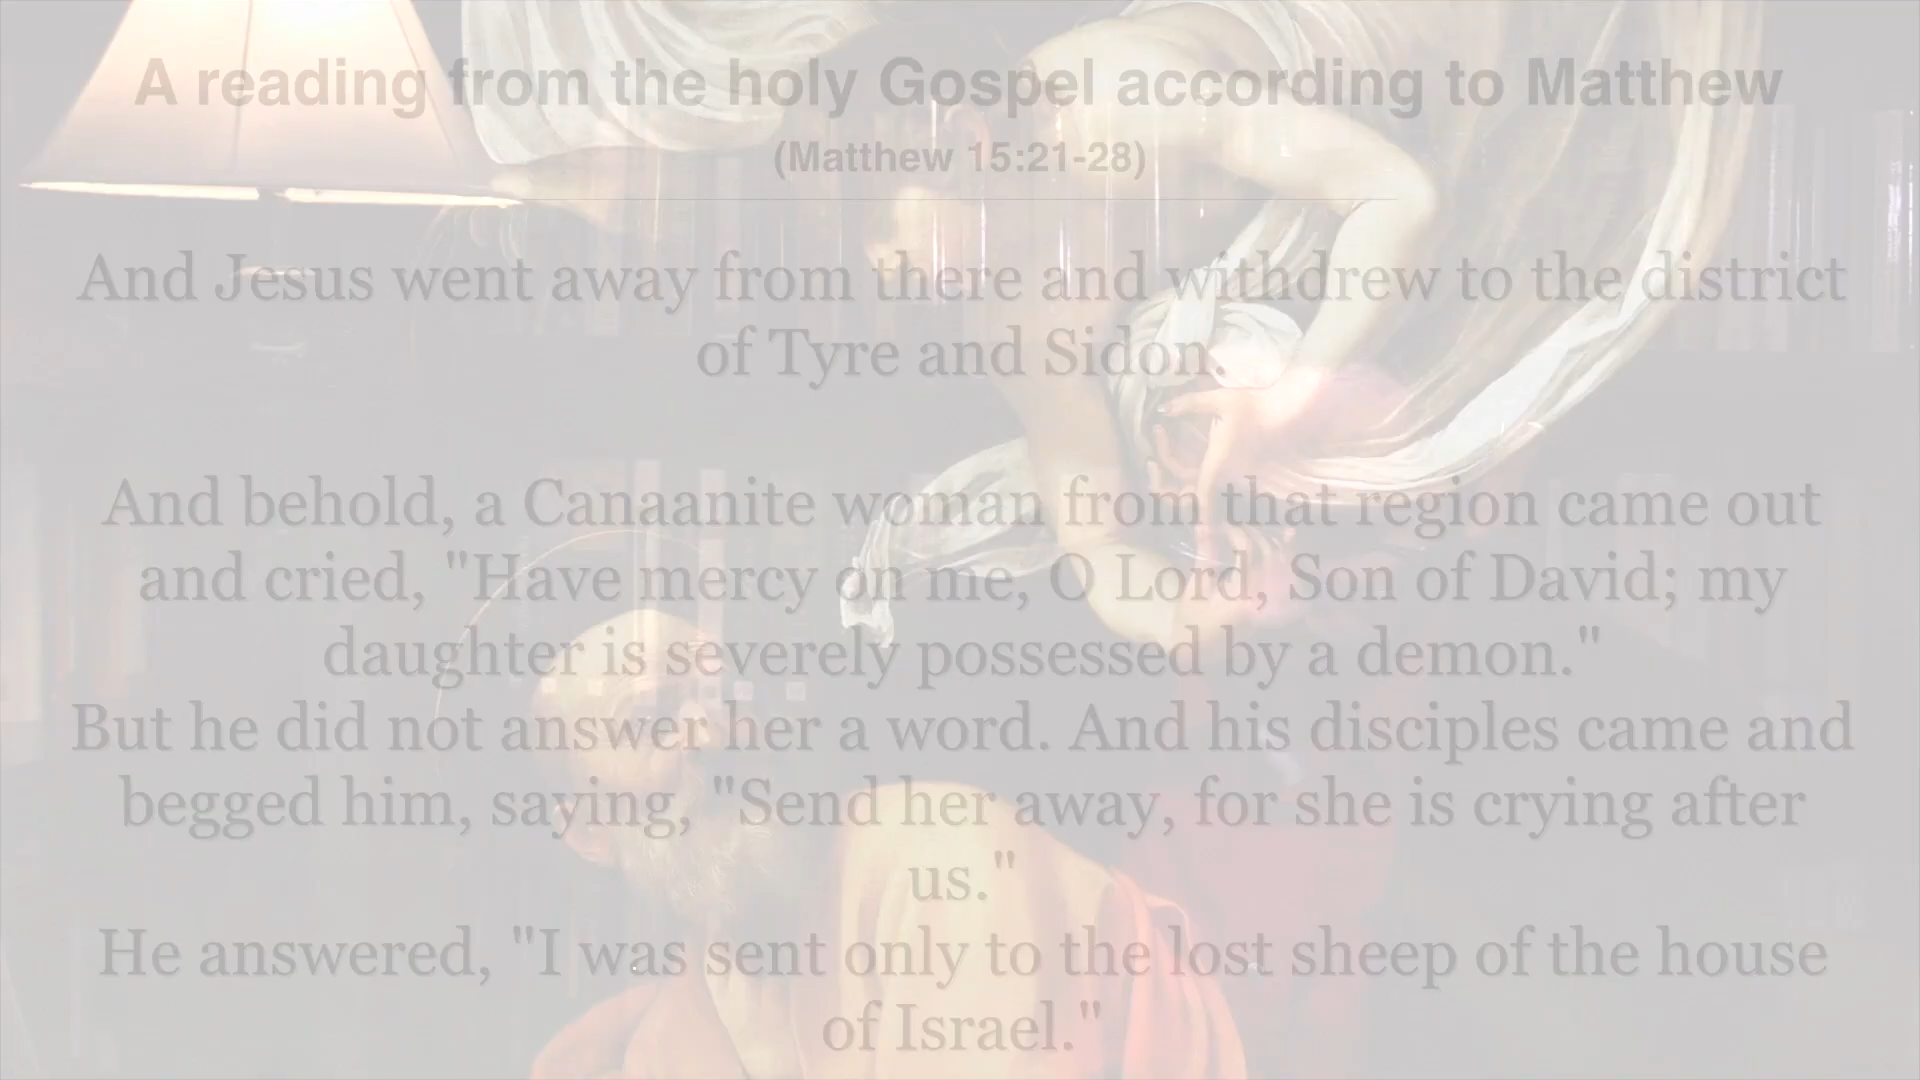 A reading from the holy Gospel according to Matthew
(Matthew 15:21-28)
And Jesus went away from there and withdrew to the district
of Tyre and Sidon.
And behold, a Canaanite woman from that region came out
and cried, "Have mercy on me, O Lord, Son of David; my
daughter is severely possessed by a demon."
But he did not answer her a word. And his disciples came and
begged him, saying, "Send her away, for she is crying after
us."
He answered, "I was sent only to the lost sheep of the house
of Israel."